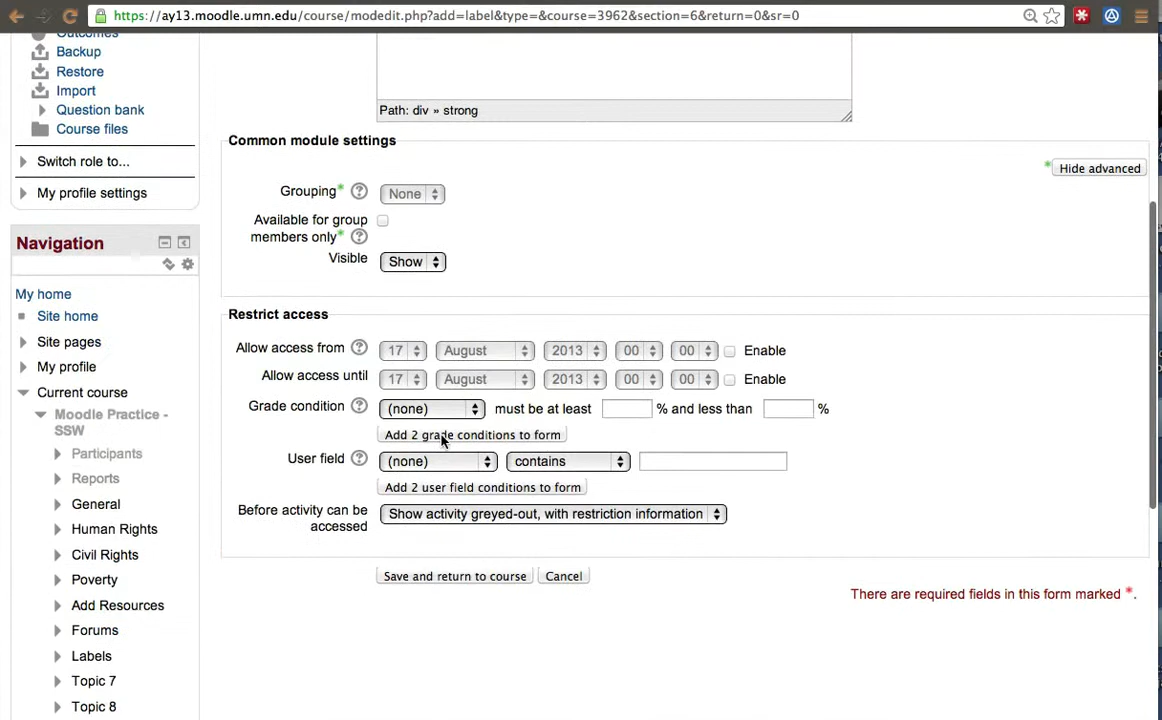 https://ay13.moodle.umn.edu/course/modedit.php?add=label&type=&course=3962&section=6&return=0&sr=0
Outcomes
Backup
Restore
Import
Question bank
Course files
Switch role to...
My profile settings
Navigation
My home
Site home
Site pages
My profile
Current course
Moodle Practice -
SSW
Participants
Reports
General
Human Rights
Civil Rights
Poverty
Add Resources
Forums
Labels
Topic 7
Topic 8
Path: div » strong
Common module settings
* Hide advanced
Grouping* None
Available for group
members only*
Visible Show
Restrict access
Allow access from 17 August 2013 00 00 Enable
Allow access until 17 August 2013 00 00 Enable
Grade condition (none) must be at least % and less than %
Add 2 grade conditions to form
User field (none) contains
Add 2 user field conditions to form
Before activity can be
accessed Show activity greyed-out, with restriction information
Save and return to course Cancel
There are required fields in this form marked *.